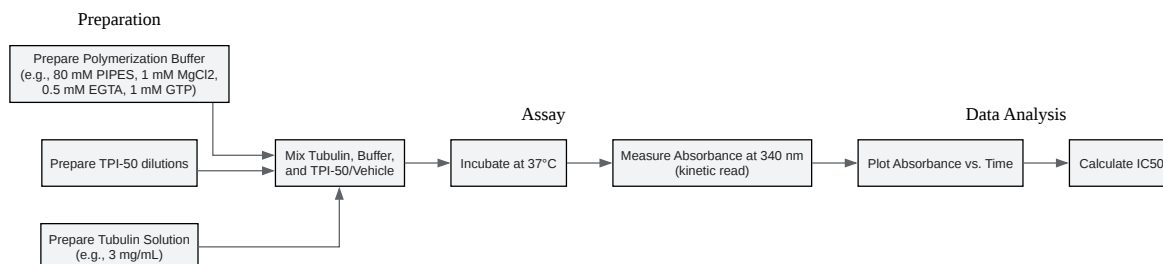 Preparation
Prepare Polymerization Buffer
(e.g., 80 mM PIPES, 1 mM MgCl2,
0.5 mM EGTA, 1 mM GTP)
Assay
Data Analysis
Prepare TPI-50 dilutions
Mix Tubulin, Buffer,
and TPI-50/Vehicle
Incubate at 37°C
Measure Absorbance at 340 nm
(kinetic read)
Plot Absorbance vs. Time
Calculate IC50
Prepare Tubulin Solution
(e.g., 3 mg/mL)